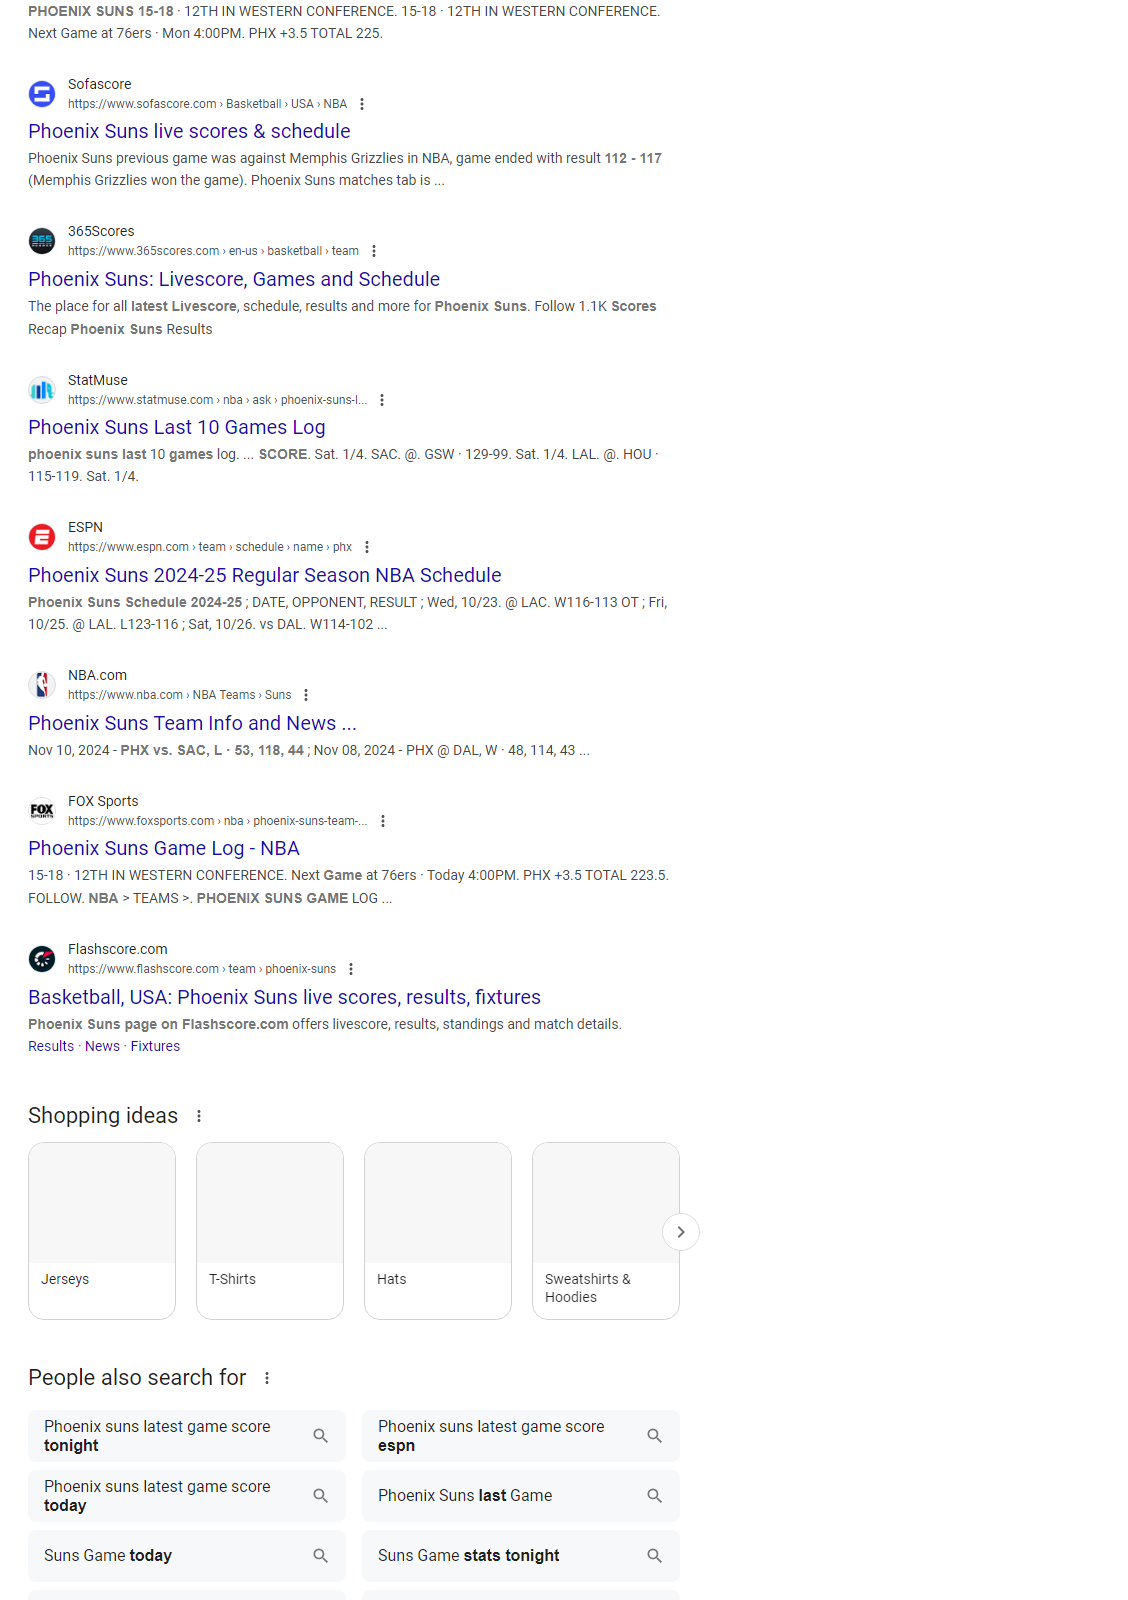 PHOENIX SUNS 15-18 · 12TH IN WESTERN CONFERENCE. 15-18 · 12TH IN WESTERN CONFERENCE.
Next Game at 76ers · Mon 4:00PM. PHX +3.5 TOTAL 225.
Sofascore
https://www.sofascore.com › Basketball › USA › NBA
Phoenix Suns live scores & schedule
Phoenix Suns previous game was against Memphis Grizzlies in NBA, game ended with result 112 - 117
(Memphis Grizzlies won the game). Phoenix Suns matches tab is ...
365Scores
https://www.365scores.com › en-us › basketball › team
Phoenix Suns: Livescore, Games and Schedule
The place for all latest Livescore, schedule, results and more for Phoenix Suns. Follow 1.1K Scores
Recap Phoenix Suns Results
StatMuse
https://www.statmuse.com › nba › ask › phoenix-suns-l...
Phoenix Suns Last 10 Games Log
phoenix suns last 10 games log. ... SCORE. Sat. 1/4. SAC. @. GSW · 129-99. Sat. 1/4. LAL. @. HOU ·
115-119. Sat. 1/4.
ESPN
https://www.espn.com › team › schedule › name › phx
Phoenix Suns 2024-25 Regular Season NBA Schedule
Phoenix Suns Schedule 2024-25 ; DATE, OPPONENT, RESULT ; Wed, 10/23. @ LAC. W116-113 OT ; Fri,
10/25. @ LAL. L123-116 ; Sat, 10/26. vs DAL. W114-102 ...
NBA.com
https://www.nba.com › NBA Teams › Suns
Phoenix Suns Team Info and News ...
Nov 10, 2024 - PHX vs. SAC, L · 53, 118, 44 ; Nov 08, 2024 - PHX @ DAL, W · 48, 114, 43 ...
FOX SPORTS
FOX Sports
https://www.foxsports.com › nba › phoenix-suns-team-...
Phoenix Suns Game Log - NBA
15-18 · 12TH IN WESTERN CONFERENCE. Next Game at 76ers · Today 4:00PM. PHX +3.5 TOTAL 223.5.
FOLLOW. NBA > TEAMS >. PHOENIX SUNS GAME LOG ...
Flashscore.com
https://www.flashscore.com › team › phoenix-suns
Basketball, USA: Phoenix Suns live scores, results, fixtures
Phoenix Suns page on Flashscore.com offers livescore, results, standings and match details.
Results · News · Fixtures
Shopping ideas
Jerseys
T-Shirts
Hats
Sweatshirts &
Hoodies
People also search for
Phoenix suns latest game score
tonight
Phoenix suns latest game score
espn
Phoenix suns latest game score
today
Phoenix Suns last Game
Suns Game today
Suns Game stats tonight